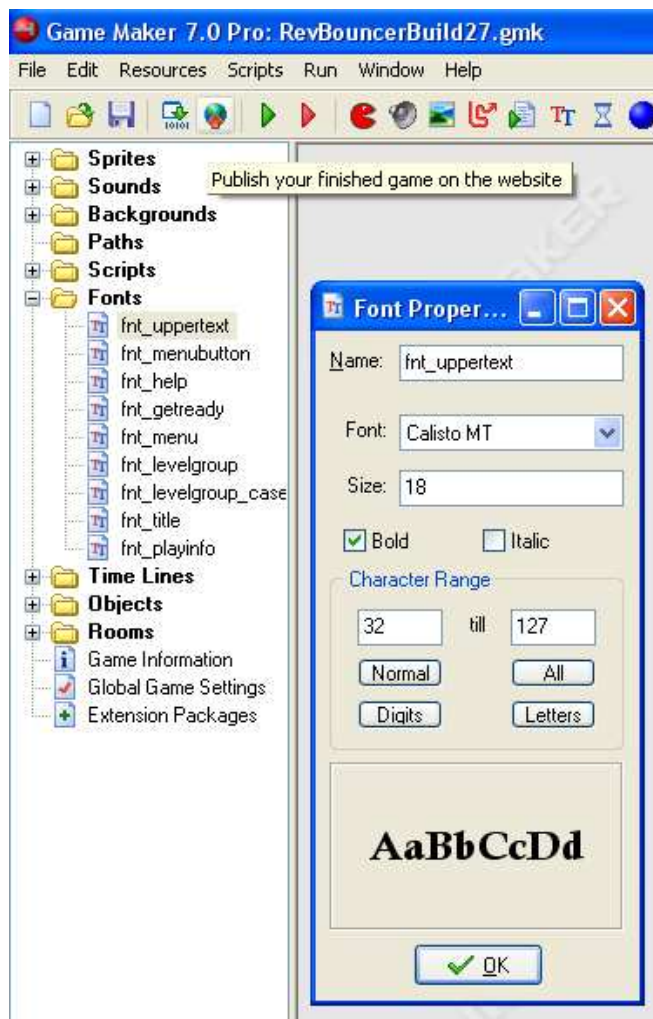 Game Maker 7.0 Pro: RevBouncerBuild27.gmk
File Edit Resources Scripts Run Window Help
Sprites
Publish your finished game on the website
Sounds
Backgrounds
Paths
Scripts
Fonts
fnt_uppertext
fnt_menubutton
fnt_help
fnt_getready
fnt_menu
fnt_levelgroup
fnt_levelgroup_case
fnt_title
fnt_playinfo
Time Lines
Objects
Rooms
Game Information
Global Game Settings
Extension Packages
Font Proper...
Name: fnt_uppertext
Font: Calisto MT
Size: 18
Bold Italic
Character Range
32 till 127
Normal All
Digits Letters
AaBbCcDd
OK